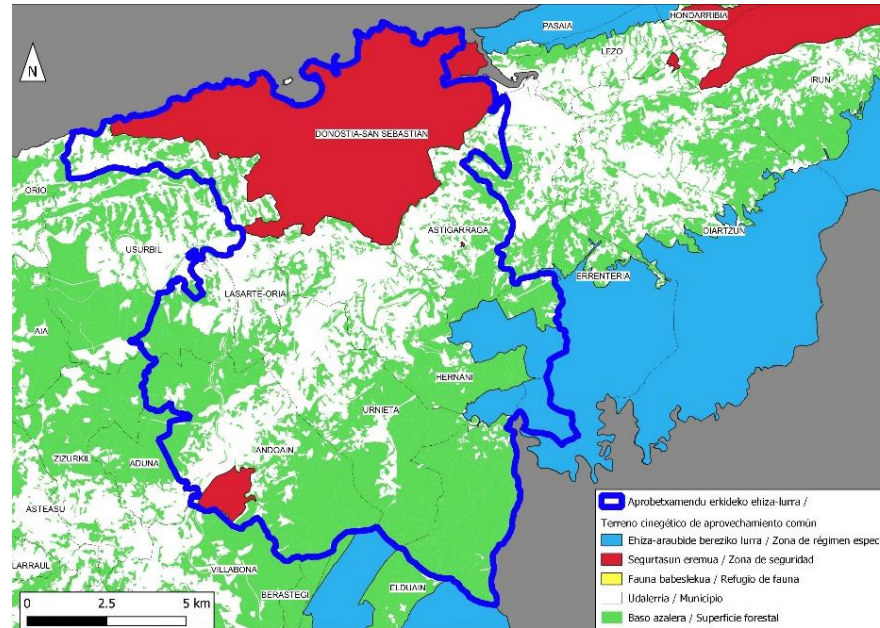 HONDARRIBIA
PASAIA
LEZO
IRUÑ
N
DONOSTIA-SAN SEBASTIAN
ORIO
ASTIGARRAGA
OIARTZUN
USURBIL
ERRENTERIA
LASARTE-ORIA
AIA
HERNANI
URNIETA
ANDOAIN
ZIZURKIL
ADUNA
ASTEASU
LARRAUL
VILLABONA
BERASTEGI
ELDUAIN
0 2.5 5 km
Aprobetxamendu erkideko ehiza-lurra /
Terreno cinegético de aprovechamiento común
Ehiza-araubide bereziko lurra / Zona de régimen espec
Segurtasun eremua / Zona de seguridad
Fauna babeslekua / Refugio de fauna
Udalerria / Municipio
Baso azalera / Superficie forestal